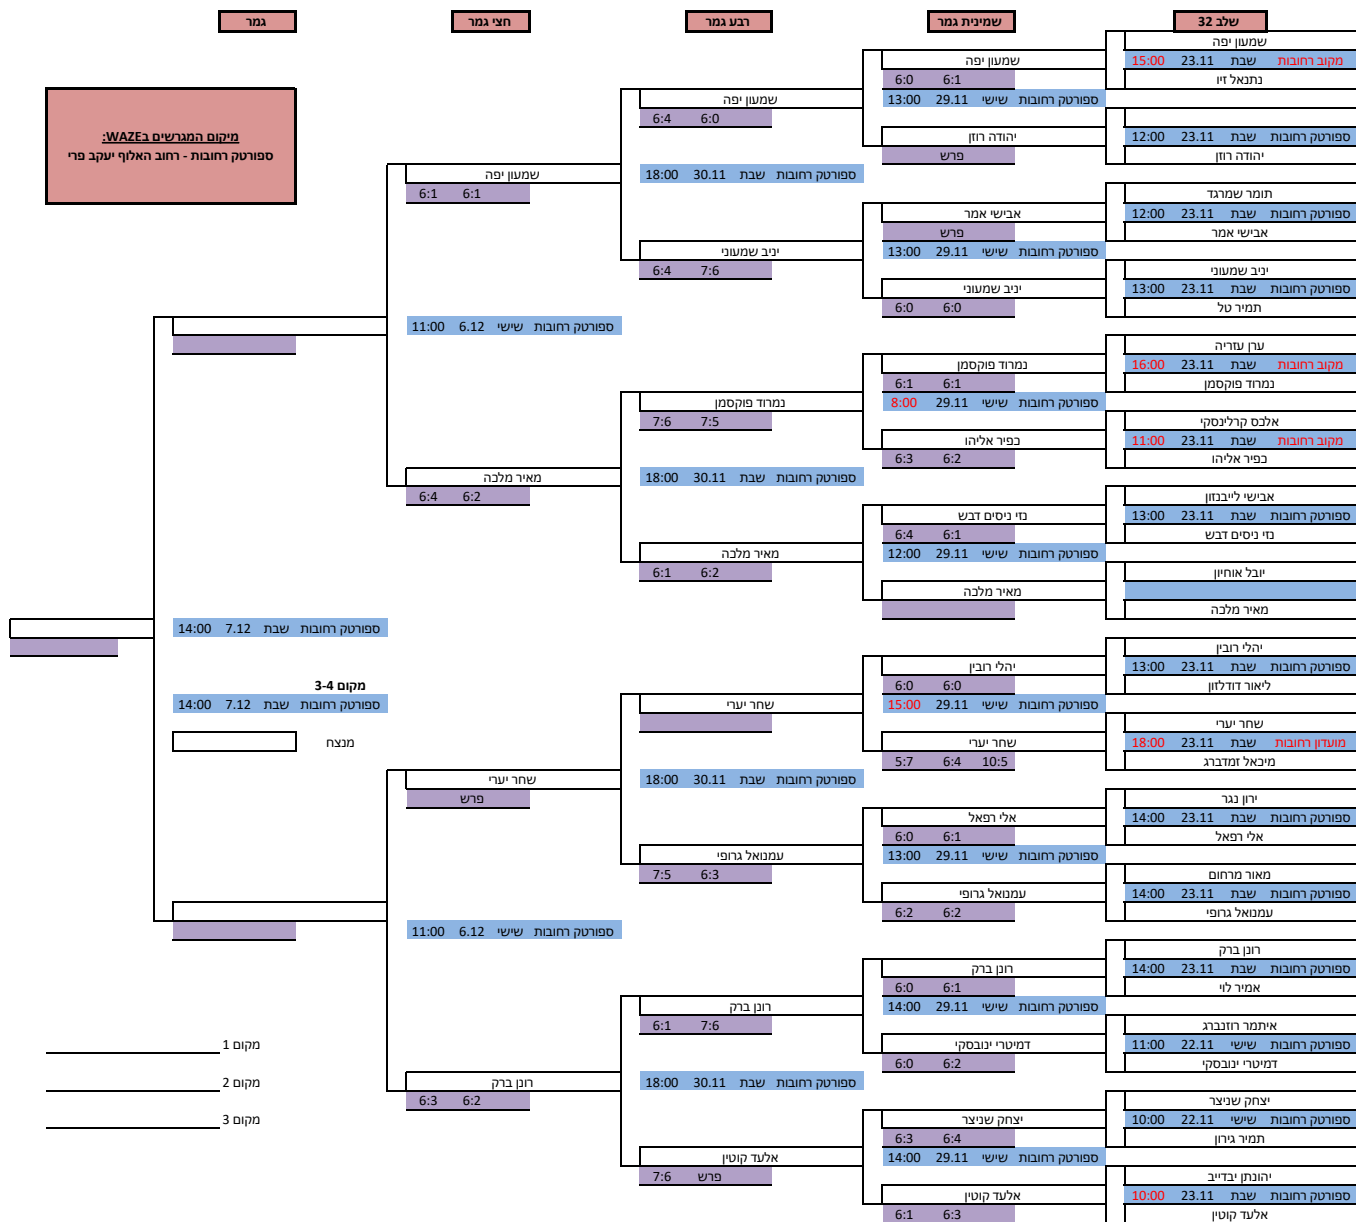 שלב 32
שמינית גמר
רבע גמר
חצי גמר
גמר
מיקום המגרשים בWAZE:
ספורטק רחובות - רחוב האלוף יעקב פרי
שמעון יפה
מקוב רחובות שבת 23.11 15:00
נתנאל זיו
ספורטק רחובות שבת 23.11 12:00
יהודה רוזן
תומר שמרגד
ספורטק רחובות שבת 23.11 12:00
אבישי אמר
יניב שמעוני
ספורטק רחובות שבת 23.11 13:00
תמיר טל
ערן עזריה
מקוב רחובות שבת 23.11 16:00
נמרוד פוקסמן
אלכס קרלינסקי
מקוב רחובות שבת 23.11 11:00
כפיר אליהו
אבישי לייבנזון
ספורטק רחובות שבת 23.11 13:00
נזי ניסים דבש
יובל אוחיון
מאיר מלכה
יהלי רובין
ספורטק רחובות שבת 23.11 13:00
ליאור דודלזון
שחר יערי
מועדון רחובות שבת 23.11 18:00
מיכאל זמדברג
ירון נגר
ספורטק רחובות שבת 23.11 14:00
אלי רפאל
מאור מרחום
ספורטק רחובות שבת 23.11 14:00
עמנואל גרופי
רונן ברק
ספורטק רחובות שבת 23.11 14:00
אמיר לוי
איתמר רוזנברג
ספורטק רחובות שישי 22.11 11:00
דמיטרי ינובסקי
יצחק שניצר
ספורטק רחובות שישי 22.11 10:00
תמיר גירון
יהונתן יבדייב
ספורטק רחובות שבת 23.11 10:00
אלעד קוטין
שמעון יפה
6:0 6:1
ספורטק רחובות שישי 29.11 13:00
יהודה רוזן
פרש
אבישי אמר
פרש
ספורטק רחובות שישי 29.11 13:00
יניב שמעוני
6:0 6:0
נמרוד פוקסמן
6:1 6:1
ספורטק רחובות שישי 29.11 8:00
כפיר אליהו
6:3 6:2
נזי ניסים דבש
6:4 6:1
ספורטק רחובות שישי 29.11 12:00
מאיר מלכה
יהלי רובין
6:0 6:0
ספורטק רחובות שישי 29.11 15:00
שחר יערי
5:7 6:4 10:5
אלי רפאל
6:0 6:1
ספורטק רחובות שישי 29.11 13:00
עמנואל גרופי
6:2 6:2
רונן ברק
6:0 6:1
ספורטק רחובות שישי 29.11 14:00
דמיטרי ינובסקי
6:0 6:2
יצחק שניצר
6:3 6:4
ספורטק רחובות שישי 29.11 14:00
אלעד קוטין
6:1 6:3
שמעון יפה
6:4 6:0
ספורטק רחובות שבת 30.11 18:00
יניב שמעוני
6:4 7:6
נמרוד פוקסמן
7:6 7:5
ספורטק רחובות שבת 30.11 18:00
מאיר מלכה
6:1 6:2
שחר יערי
ספורטק רחובות שבת 30.11 18:00
עמנואל גרופי
7:5 6:3
רונן ברק
6:1 7:6
ספורטק רחובות שבת 30.11 18:00
אלעד קוטין
7:6 פרש
שמעון יפה
6:1 6:1
ספורטק רחובות שישי 6.12 11:00
מאיר מלכה
6:4 6:2
שחר יערי
פרש
ספורטק רחובות שישי 6.12 11:00
רונן ברק
6:3 6:2
ספורטק רחובות שבת 7.12 14:00
מקום 3-4
ספורטק רחובות שבת 7.12 14:00
מנצח
מקום 1
מקום 2
מקום 3